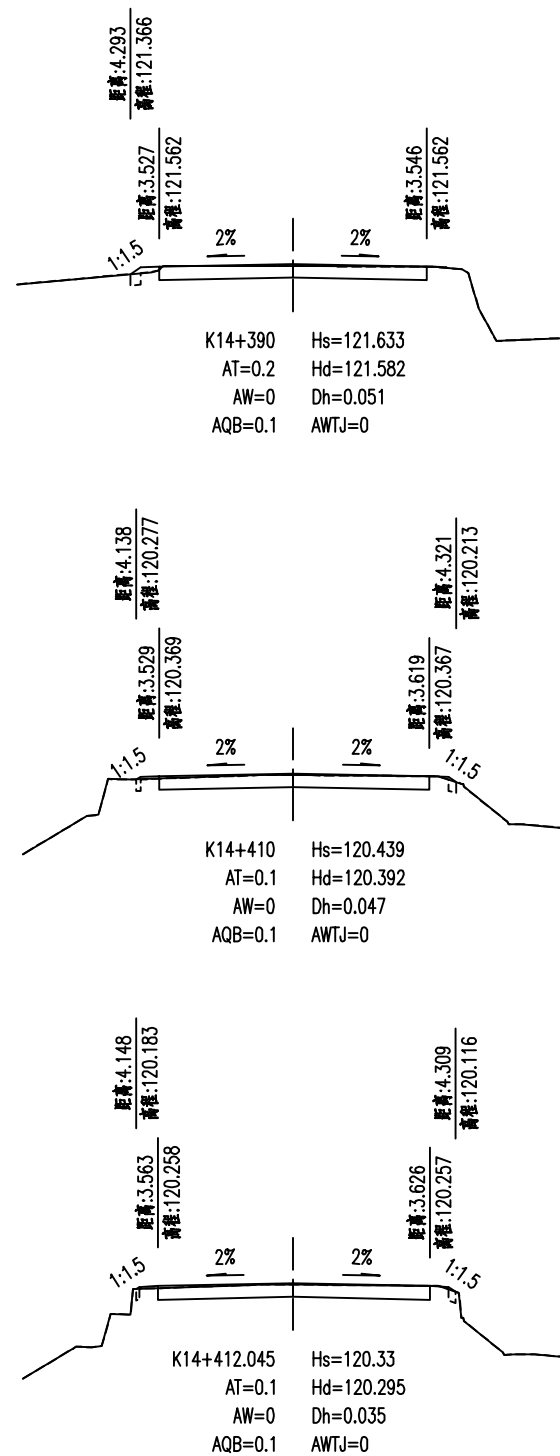 距离:4.293
高程:121.366
距离:3.527
高程:121.562
距离:3.546
高程:121.562
1:1.5
2%
2%
K14+390 Hs=121.633
AT=0.2 Hd=121.582
AW=0 Dh=0.051
AQB=0.1 AWTJ=0
距离:4.138
高程:120.277
距离:4.321
高程:120.213
距离:3.529
高程:120.369
距离:3.619
高程:120.367
1:1.5
2%
2%
1:1.5
K14+410 Hs=120.439
AT=0.1 Hd=120.392
AW=0 Dh=0.047
AQB=0.1 AWTJ=0
距离:4.148
高程:120.183
距离:4.309
高程:120.116
距离:3.563
高程:120.258
距离:3.626
高程:120.257
1:1.5
2%
2%
1:1.5
K14+412.045 Hs=120.33
AT=0.1 Hd=120.295
AW=0 Dh=0.035
AQB=0.1 AWTJ=0